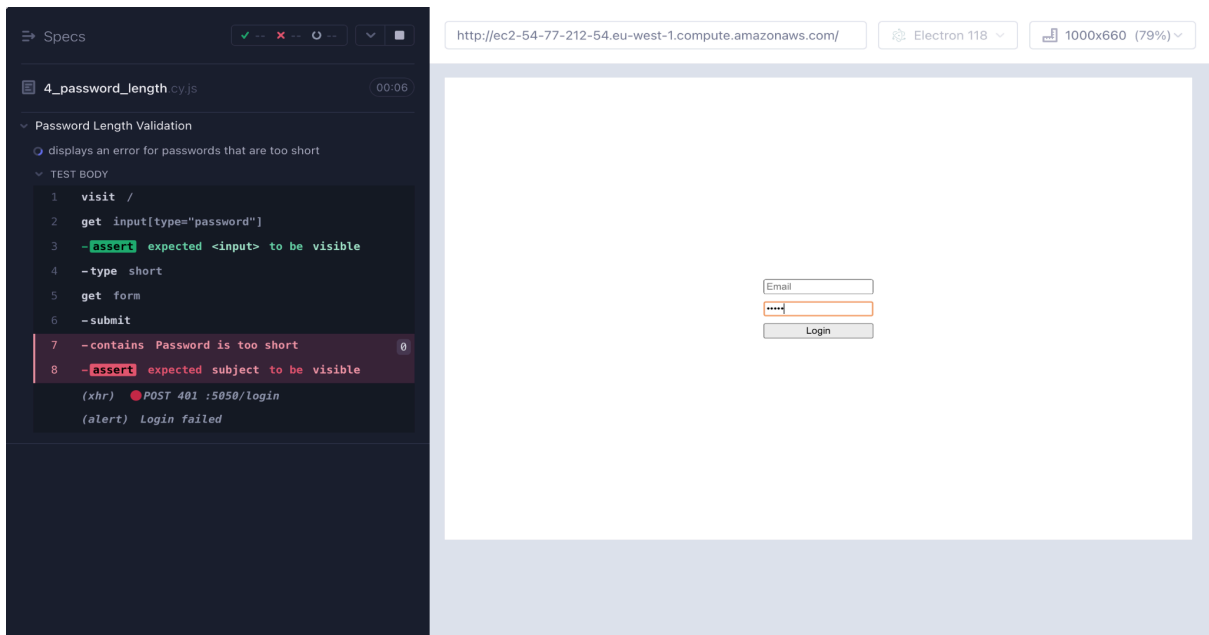 Specs
-- -- --
4_password_length.cy.js 00:06
Password Length Validation
displays an error for passwords that are too short
TEST BODY
1 visit /
2 get input[type="password"]
3 -assert expected <input> to be visible
4 -type short
5 get form
6 -submit
7 -contains Password is too short 0
8 -assert expected subject to be visible
(xhr) POST 401 :5050/login
(alert) Login failed
http://ec2-54-77-212-54.eu-west-1.compute.amazonaws.com/
Electron 118
1000x660 (79%)
Email
•••••
Login